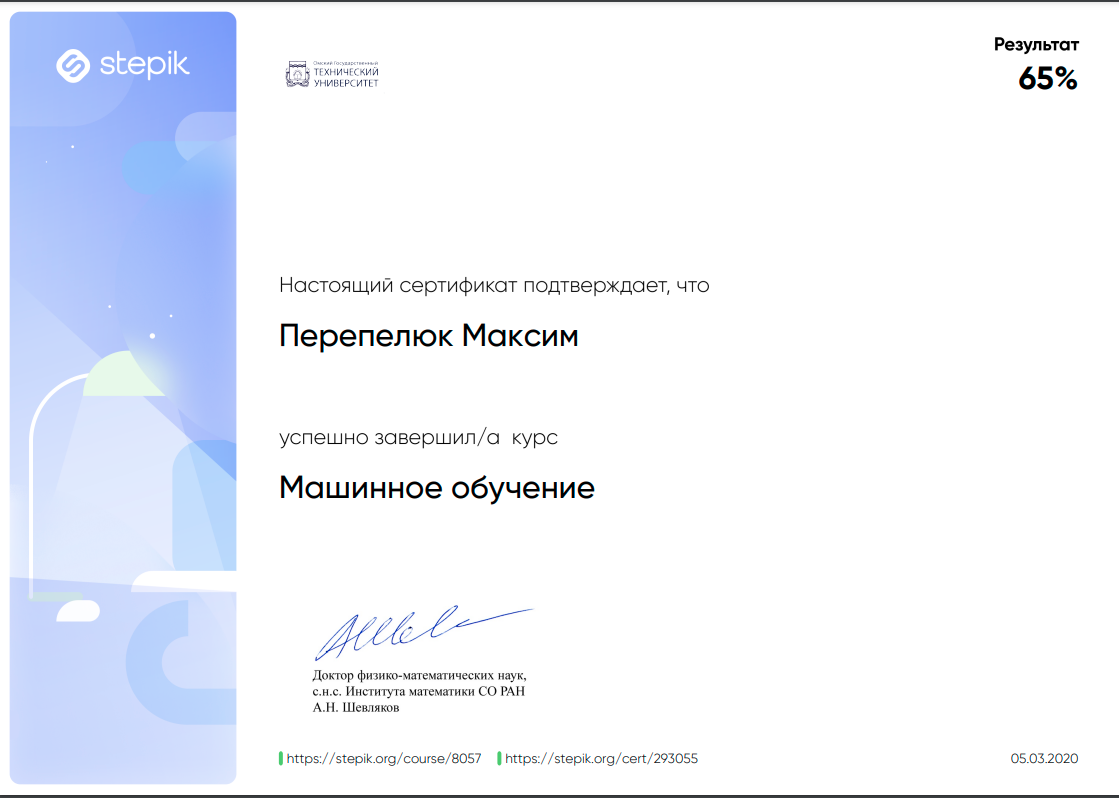 stepik
Омский Государственный
ТЕХНИЧЕСКИЙ
УНИВЕРСИТЕТ
Результат
65%
Настоящий сертификат подтверждает, что
Перепелюк Максим
успешно завершил/а  курс
Машинное обучение
Доктор физико-математических наук,
с.н.с. Института математики СО РАН
А.Н. Шевляков
https://stepik.org/course/8057
https://stepik.org/cert/293055
05.03.2020